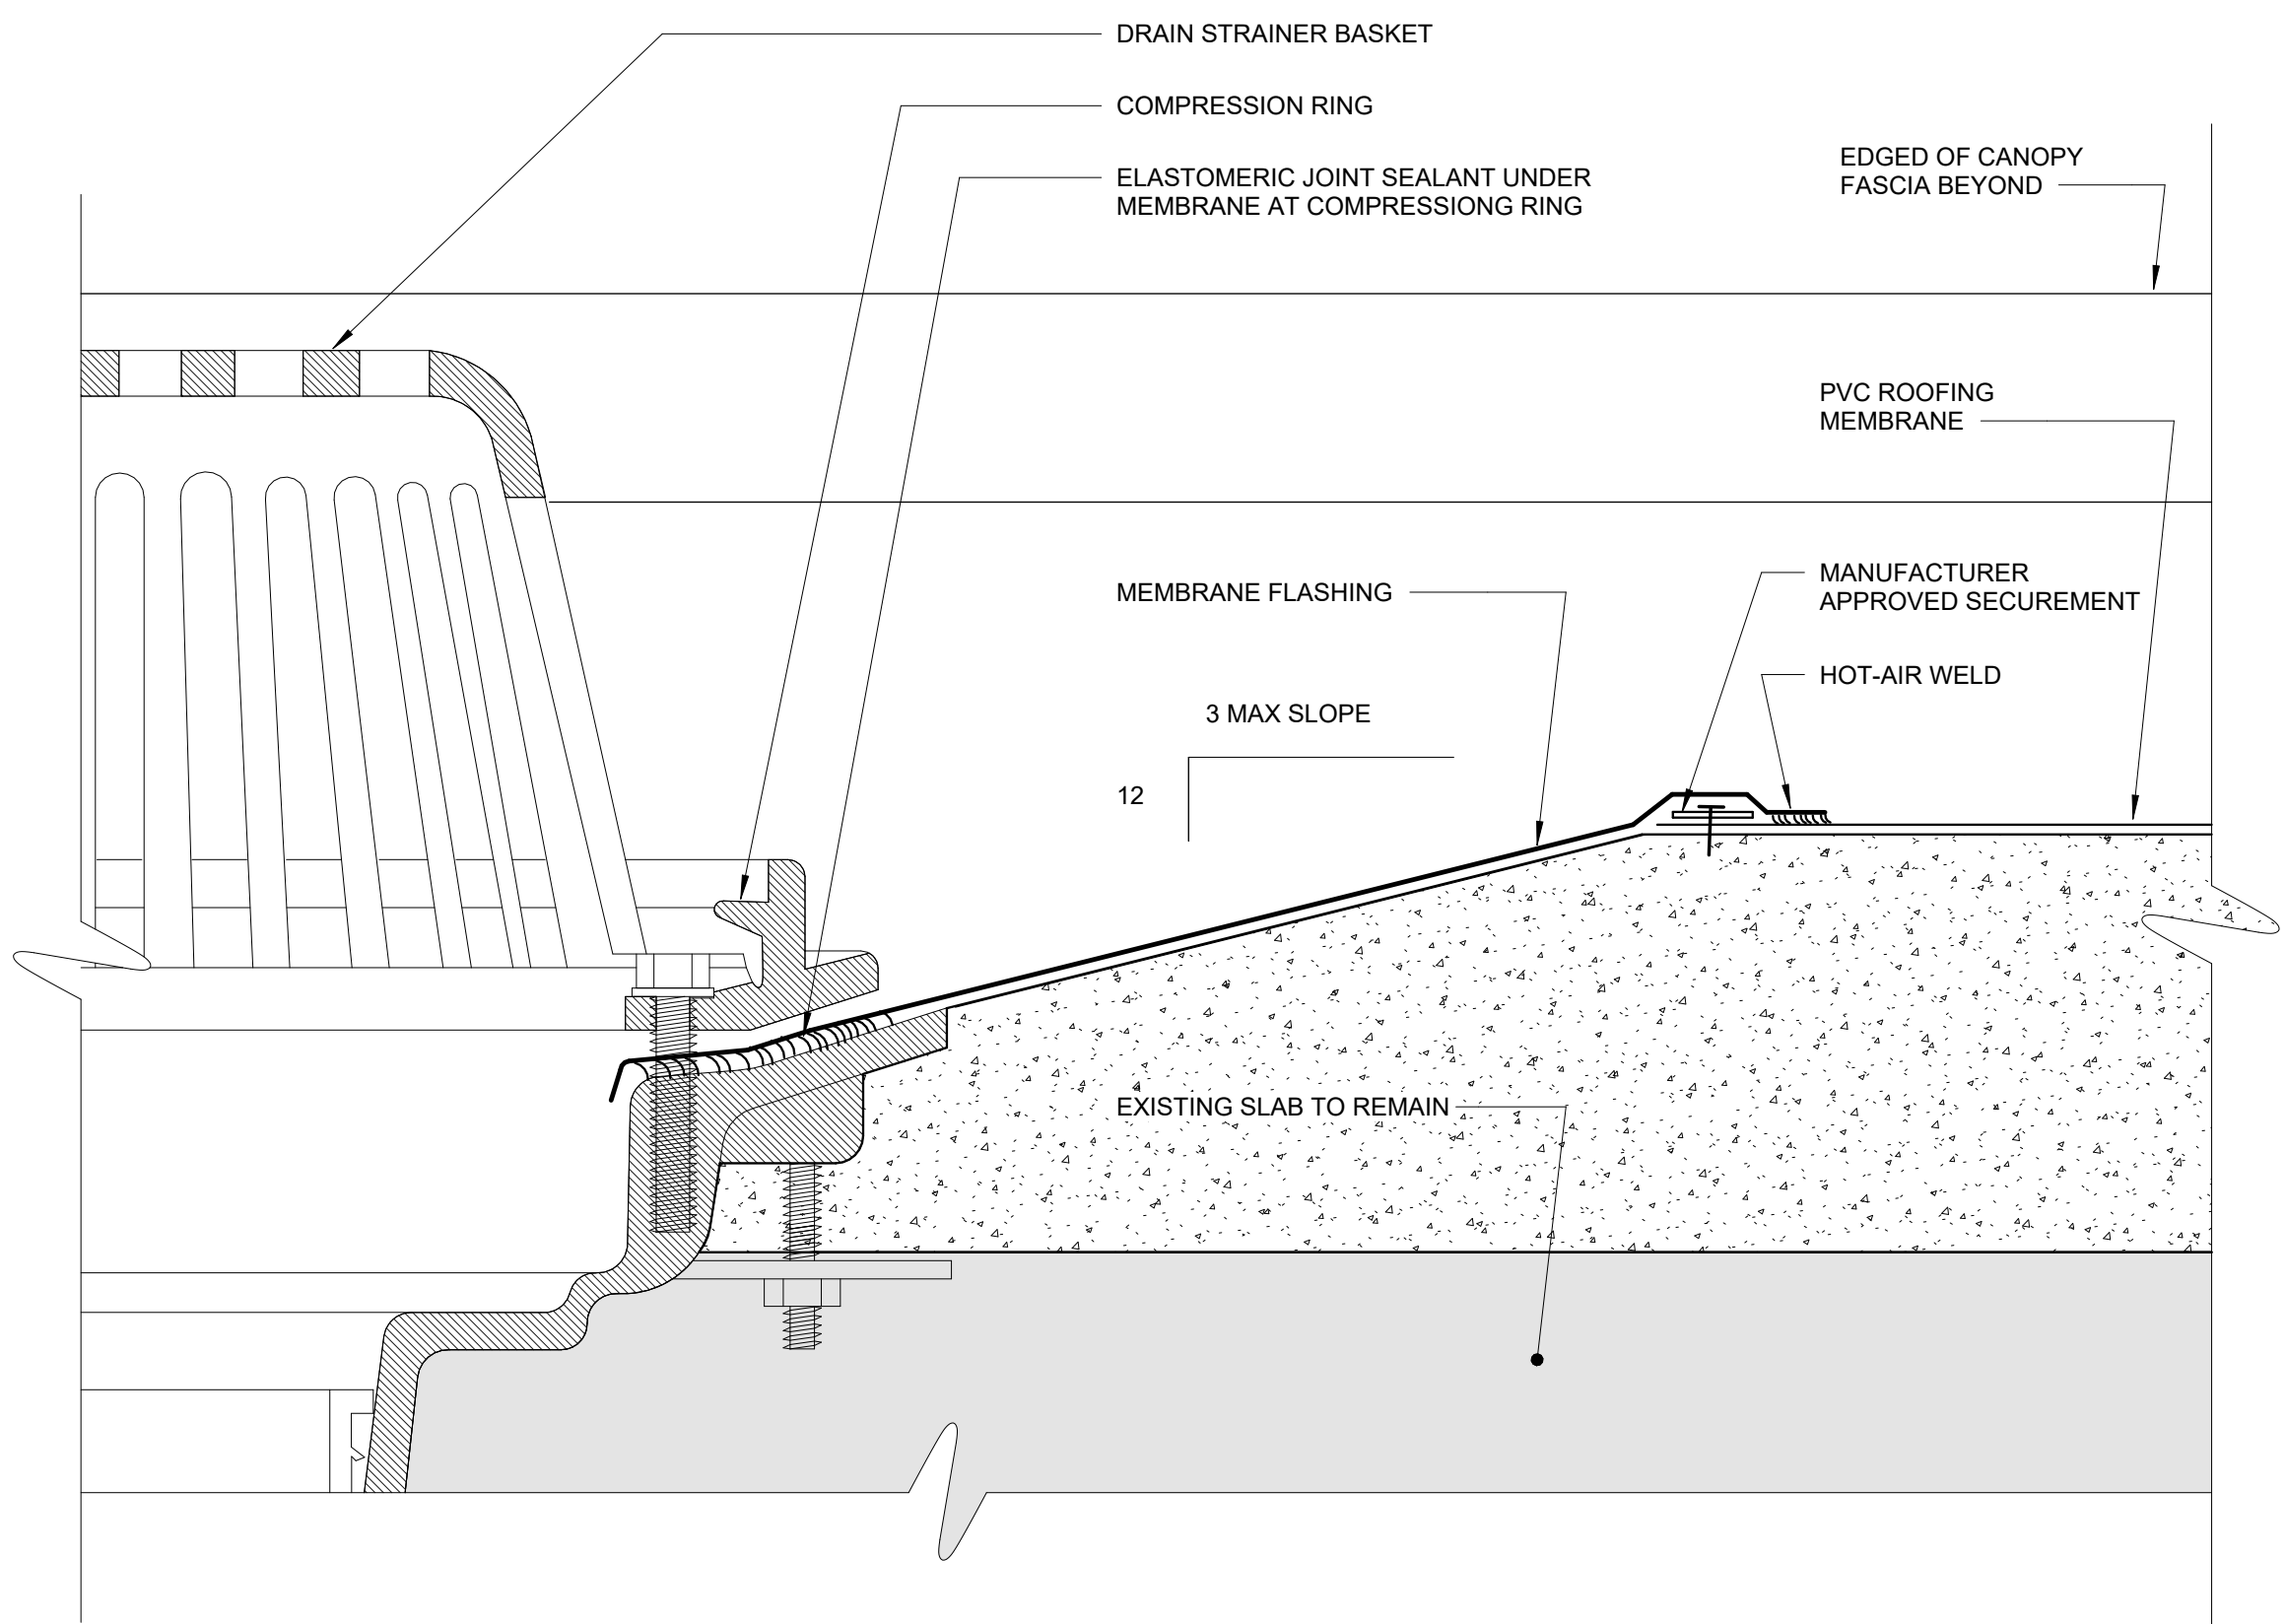 DRAIN STRAINER BASKET
COMPRESSION RING
ELASTOMERIC JOINT SEALANT UNDER
MEMBRANE AT COMPRESSIONG RING
EDGED OF CANOPY
FASCIA BEYOND
PVC ROOFING
MEMBRANE
MEMBRANE FLASHING
MANUFACTURER
APPROVED SECUREMENT
HOT-AIR WELD
3 MAX SLOPE
12
EXISTING SLAB TO REMAIN